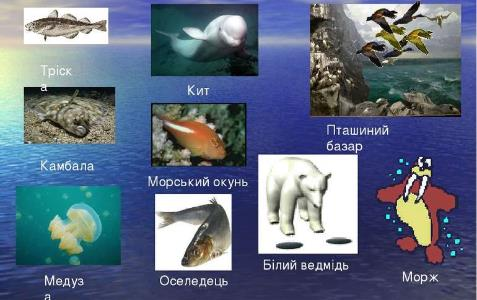 Тріск
а
Кит
Пташиний
базар
Камбала
Морський окунь
Медуз
а
Оселедець
Білий ведмідь
Морж